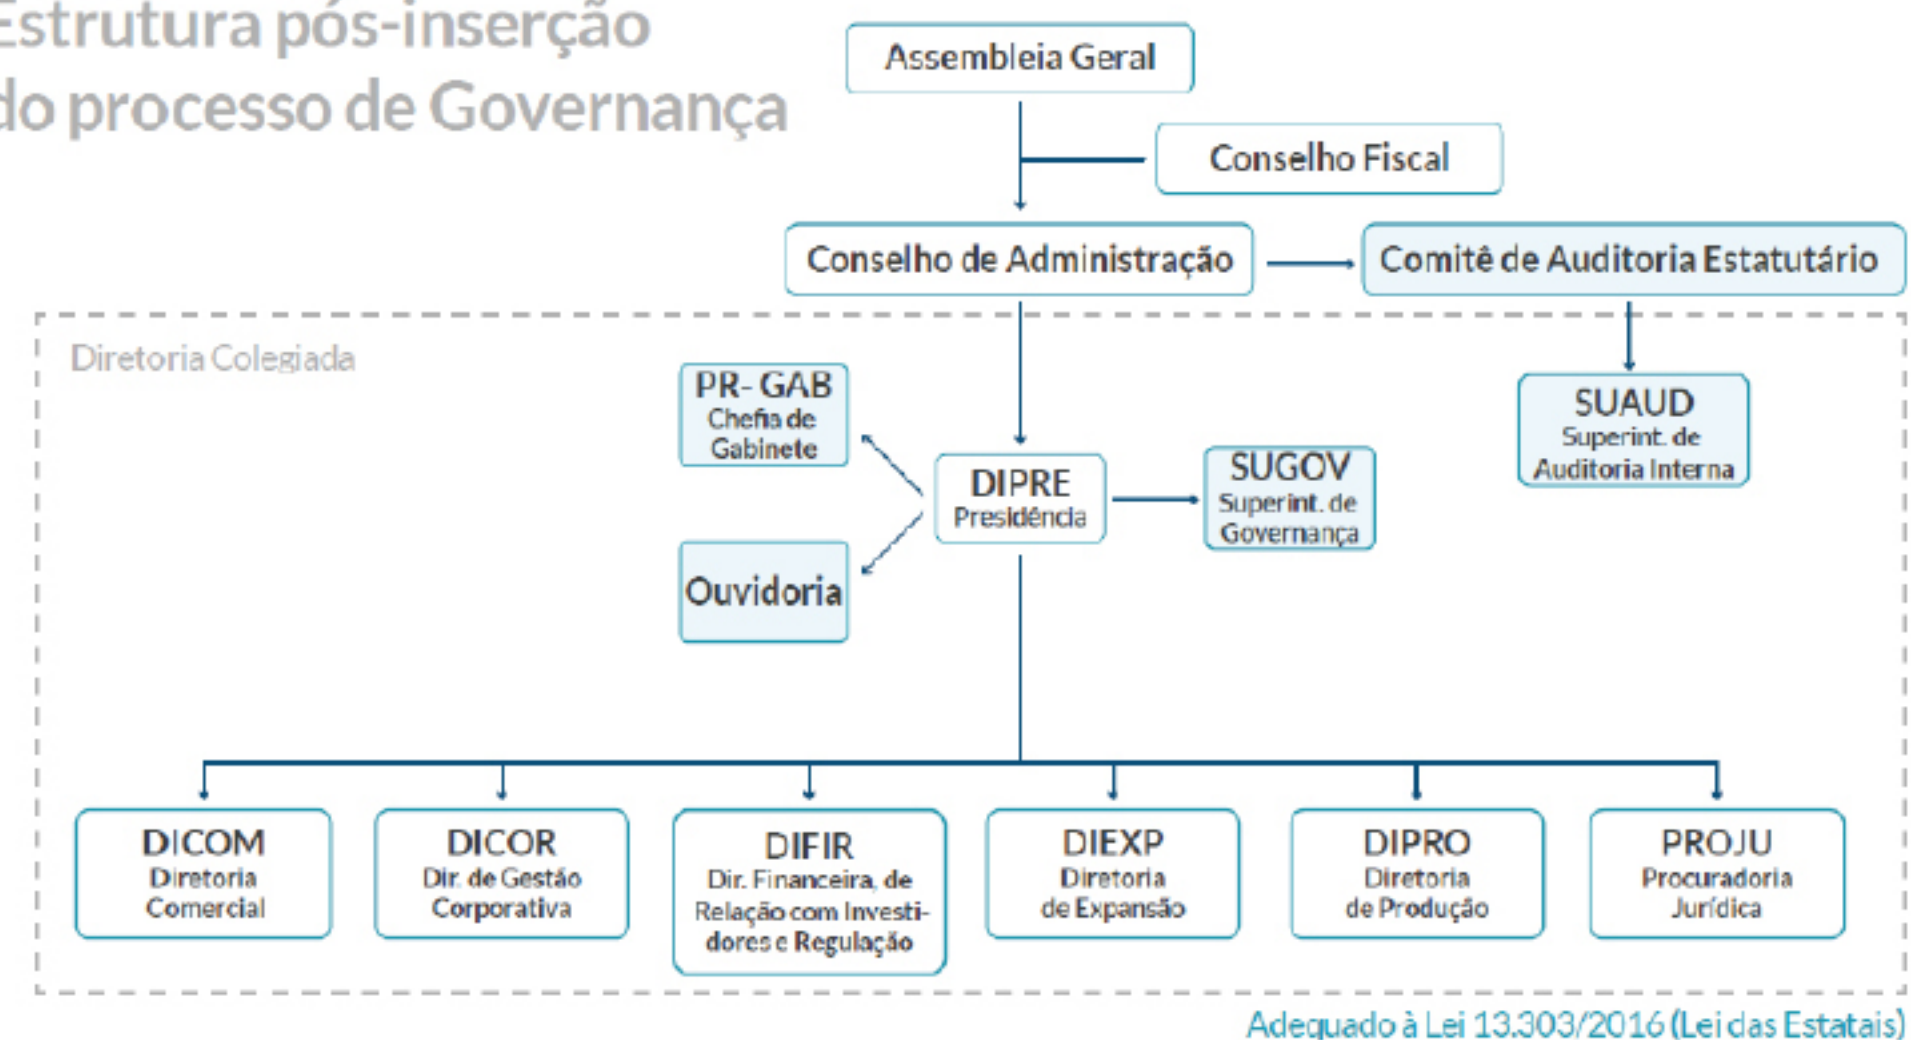 Estrutura pós-inserção
do processo de Governança
Assembleia Geral
Conselho Fiscal
Conselho de Administração
Comitê de Auditoria Estatutário
Diretoria Colegiada
PR- GAB
Chefia de
Gabinete
DIPRE
Presidência
SUGOV
Superint. de
Governança
SUAUD
Superint. de
Auditoria Interna
Ouvidoria
DICOM
Diretoria
Comercial
DICOR
Dir. de Gestão
Corporativa
DIFIR
Dir. Financeira, de
Relação com Investi-
dores e Regulação
DIEXP
Diretoria
de Expansão
DIPRO
Diretoria
de Produção
PROJU
Procuradoria
Jurídica
Adequado à Lei 13.303/2016 (Lei das Estatais)